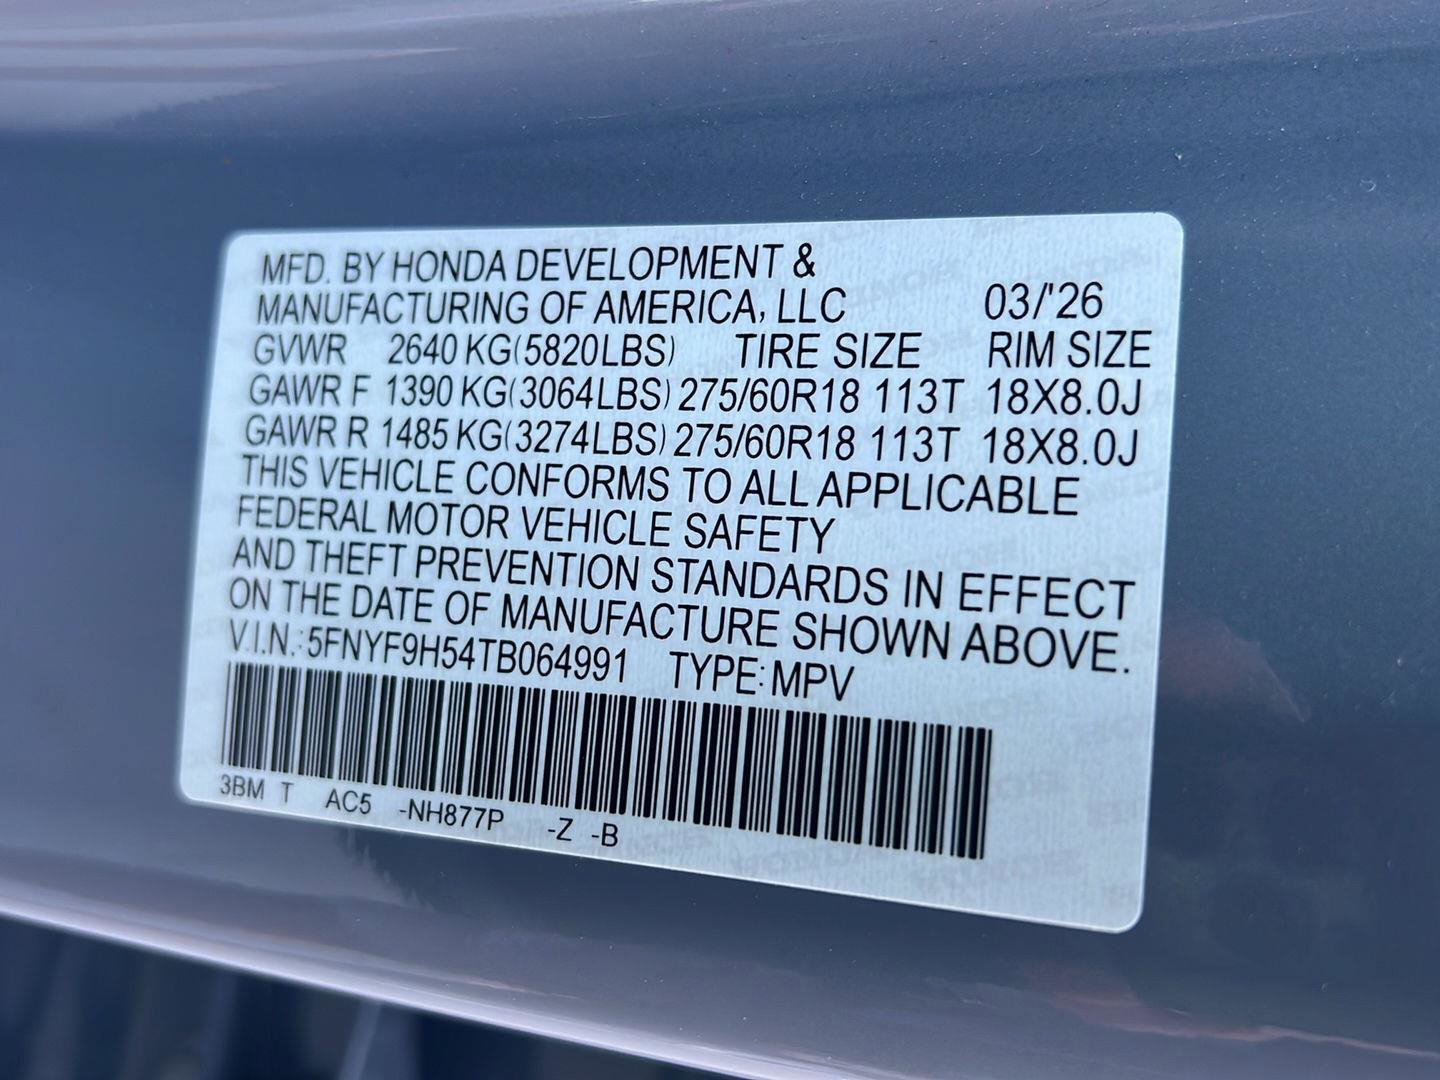 MFD. BY HONDA DEVELOPMENT &
MANUFACTURING OF AMERICA, LLC 03/'26
GVWR 2640 KG(5820LBS) TIRE SIZE RIM SIZE
GAWR F 1390 KG(3064LBS) 275/60R18 113T 18X8.0J
GAWR R 1485 KG(3274LBS) 275/60R18 113T 18X8.0J
THIS VEHICLE CONFORMS TO ALL APPLICABLE
FEDERAL MOTOR VEHICLE SAFETY
AND THEFT PREVENTION STANDARDS IN EFFECT
ON THE DATE OF MANUFACTURE SHOWN ABOVE.
V.I.N.: 5FNYF9H54TB064991 TYPE: MPV
3BM T AC5 -NH877P -Z -B